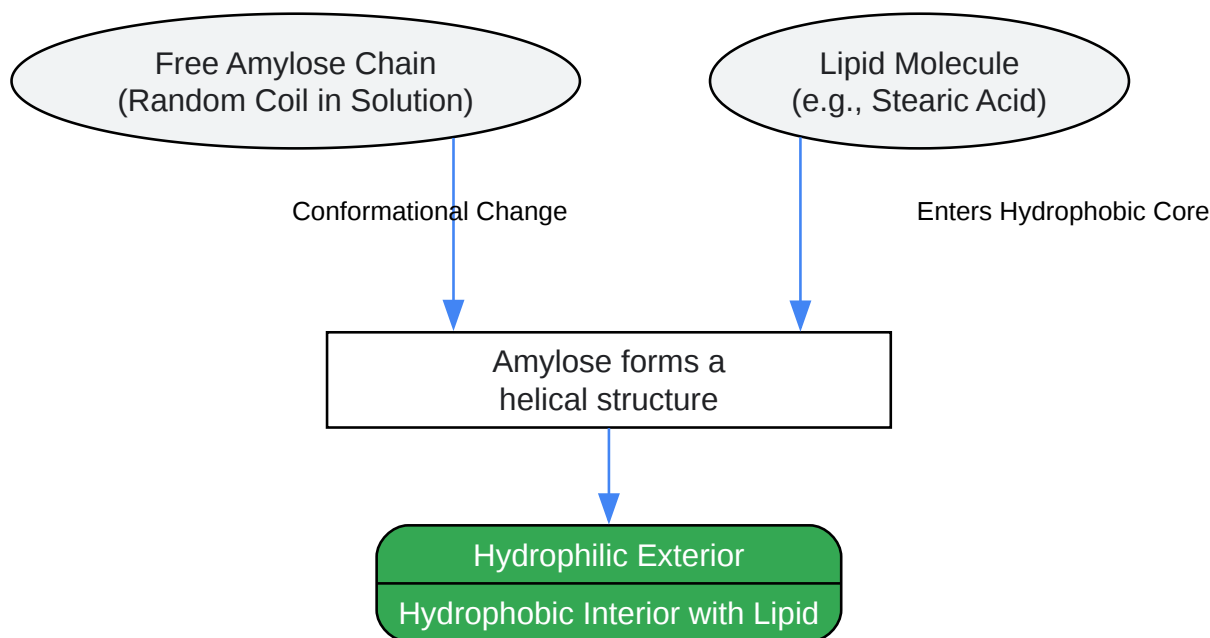 Free Amylose Chain
(Random Coil in Solution)
Lipid Molecule
(e.g., Stearic Acid)
Conformational Change
Enters Hydrophobic Core
Amylose forms a
helical structure
Hydrophilic Exterior
Hydrophobic Interior with Lipid